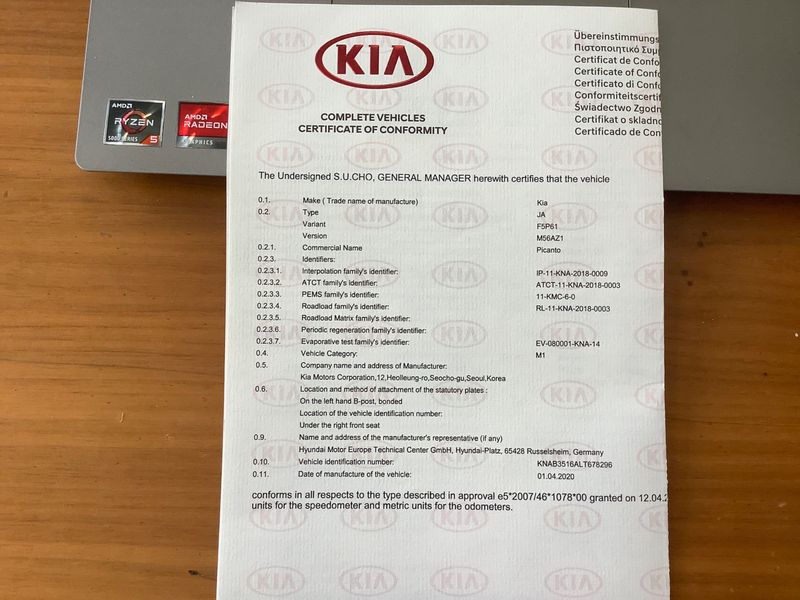 AMD
RYZEN
5000 SERIES 5
AMD
RADEON
GRAPHICS
KIA
COMPLETE VEHICLES
CERTIFICATE OF CONFORMITY
Übereinstimmungs
Πιστοποιητικό Συμ
Certificat de Confo
Certificate of Confo
Certificato di Confo
Conformiteitscertif
Świadectwo Zgodn
Certifikat o skladno
Certificado de Con
The Undersigned S.U.CHO, GENERAL MANAGER herewith certifies that the vehicle
0.1. Make ( Trade name of manufacture) Kia
0.2. Type JA
Variant F5P61
Version M56AZ1
0.2.1. Commercial Name Picanto
0.2.3. Identifiers:
0.2.3.1. Interpolation family's identifier: IP-11-KNA-2018-0009
0.2.3.2. ATCT family's identifier: ATCT-11-KNA-2018-0003
0.2.3.3. PEMS family's identifier: 11-KMC-6-0
0.2.3.4. Roadload family's identifier: RL-11-KNA-2018-0003
0.2.3.5. Roadload Matrix family's identifier:
0.2.3.6. Periodic regeneration family's identifier:
0.2.3.7. Evaporative test family's identifier: EV-080001-KNA-14
0.4. Vehicle Category: M1
0.5. Company name and address of Manufacturer:
Kia Motors Corporation,12,Heolleung-ro,Seocho-gu,Seoul,Korea
0.6. Location and method of attachment of the statutory plates :
On the left hand B-post, bonded
Location of the vehicle identification number:
Under the right front seat
0.9. Name and address of the manufacturer's representative (if any)
Hyundai Motor Europe Technical Center GmbH, Hyundai-Platz, 65428 Russelsheim, Germany
0.10. Vehicle identification number: KNAB3516ALT678296
0.11. Date of manufacture of the vehicle: 01.04.2020
conforms in all respects to the type described in approval e5*2007/46*1078*00 granted on 12.04.2
units for the speedometer and metric units for the odometers.